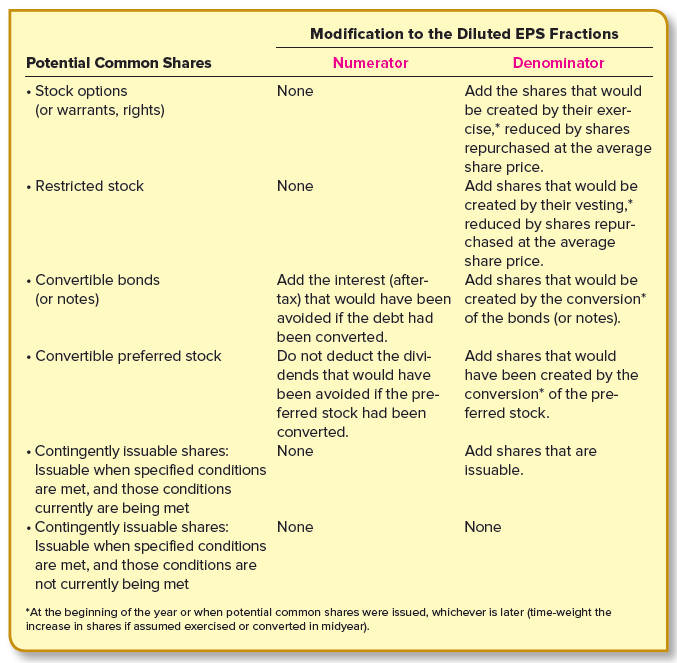 Modification to the Diluted EPS Fractions
Potential Common Shares
Numerator
Denominator
• Stock options
(or warrants, rights)
None
Add the shares that would
be created by their exer-
cise,* reduced by shares
repurchased at the average
share price.
• Restricted stock
None
Add shares that would be
created by their vesting,*
reduced by shares repur-
chased at the average
share price.
• Convertible bonds
(or notes)
Add the interest (after-
tax) that would have been
avoided if the debt had
been converted.
Add shares that would be
created by the conversion*
of the bonds (or notes).
• Convertible preferred stock
Do not deduct the divi-
dends that would have
been avoided if the pre-
ferred stock had been
converted.
Add shares that would
have been created by the
conversion* of the pre-
ferred stock.
• Contingently issuable shares:
Issuable when specified conditions
are met, and those conditions
currently are being met
None
Add shares that are
issuable.
• Contingently issuable shares:
Issuable when specified conditions
are met, and those conditions are
not currently being met
None
None
*At the beginning of the year or when potential common shares were issued, whichever is later (time-weight the
increase in shares if assumed exercised or converted in midyear).